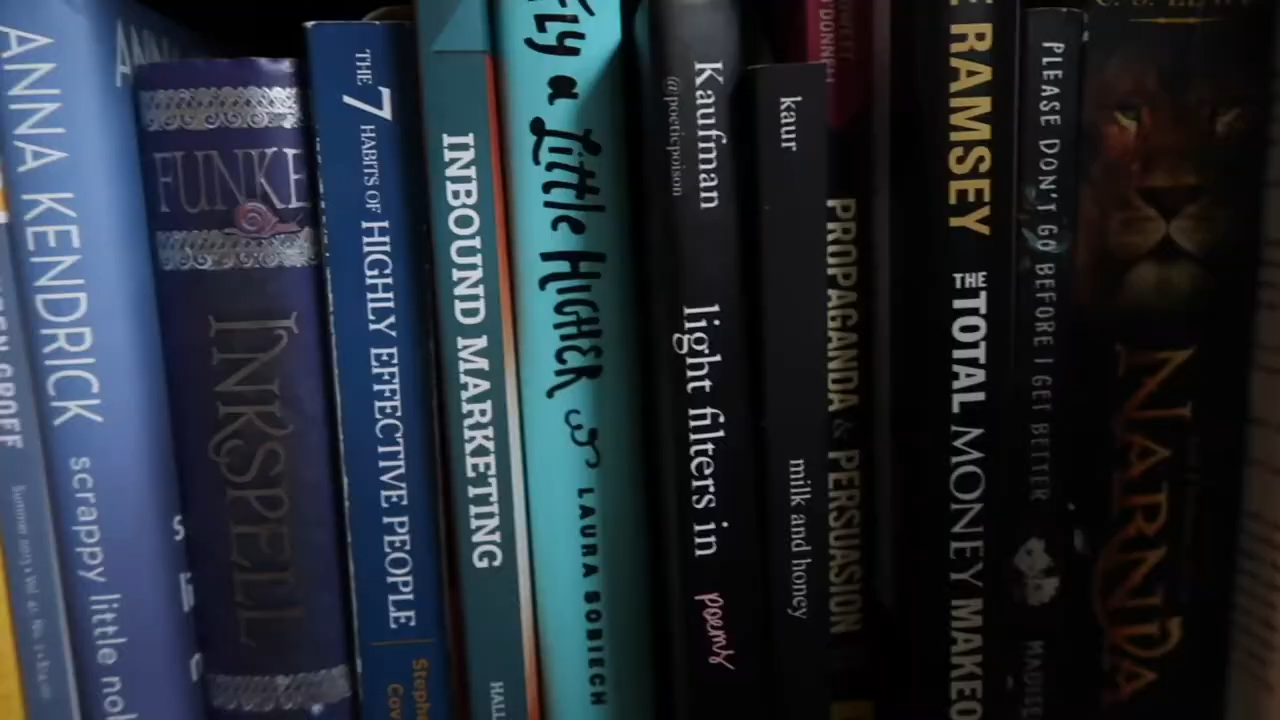 GROFF
ANNA KENDRICK scrappy little
FUNKE
INKSPELL
THE 7 HABITS OF HIGHLY EFFECTIVE PEOPLE
INBOUND MARKETING
FLY a Little HIGHER
LAURA SOBIECH
Kaufman
@poeticpoison
light filters in
poems
kaur
milk and honey
PROPAGANDA & PERSUASION
RAMSEY
THE TOTAL MONEY
PLEASE DON'T GO BEFORE I GET BETTER
NARNIA